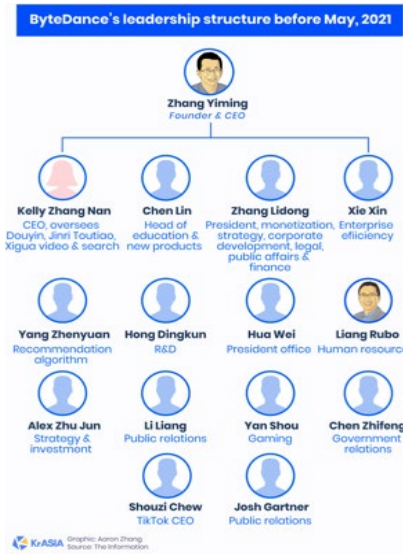 ByteDance's leadership structure before May, 2021
Zhang Yiming
Founder & CEO
Kelly Zhang Nan
CEO, oversees
Douyin, Jinri Toutiao,
Xigua video & search
Chen Lin
Head of
education &
new products
Zhang Lidong
President, monetization,
strategy, corporate
development, legal,
public affairs &
finance
Xie Xin
Enterprise
efiiciency
Yang Zhenyuan
Recommendation
algorithm
Hong Dingkun
R&D
Hua Wei
President office
Liang Rubo
Human resource
Alex Zhu Jun
Strategy &
investment
Li Liang
Public relations
Yan Shou
Gaming
Chen Zhifeng
Government
relations
Shouzi Chew
TikTok CEO
Josh Gartner
Public relations
KrASIA
Graphic: Aaron Zhang
Source: The Information